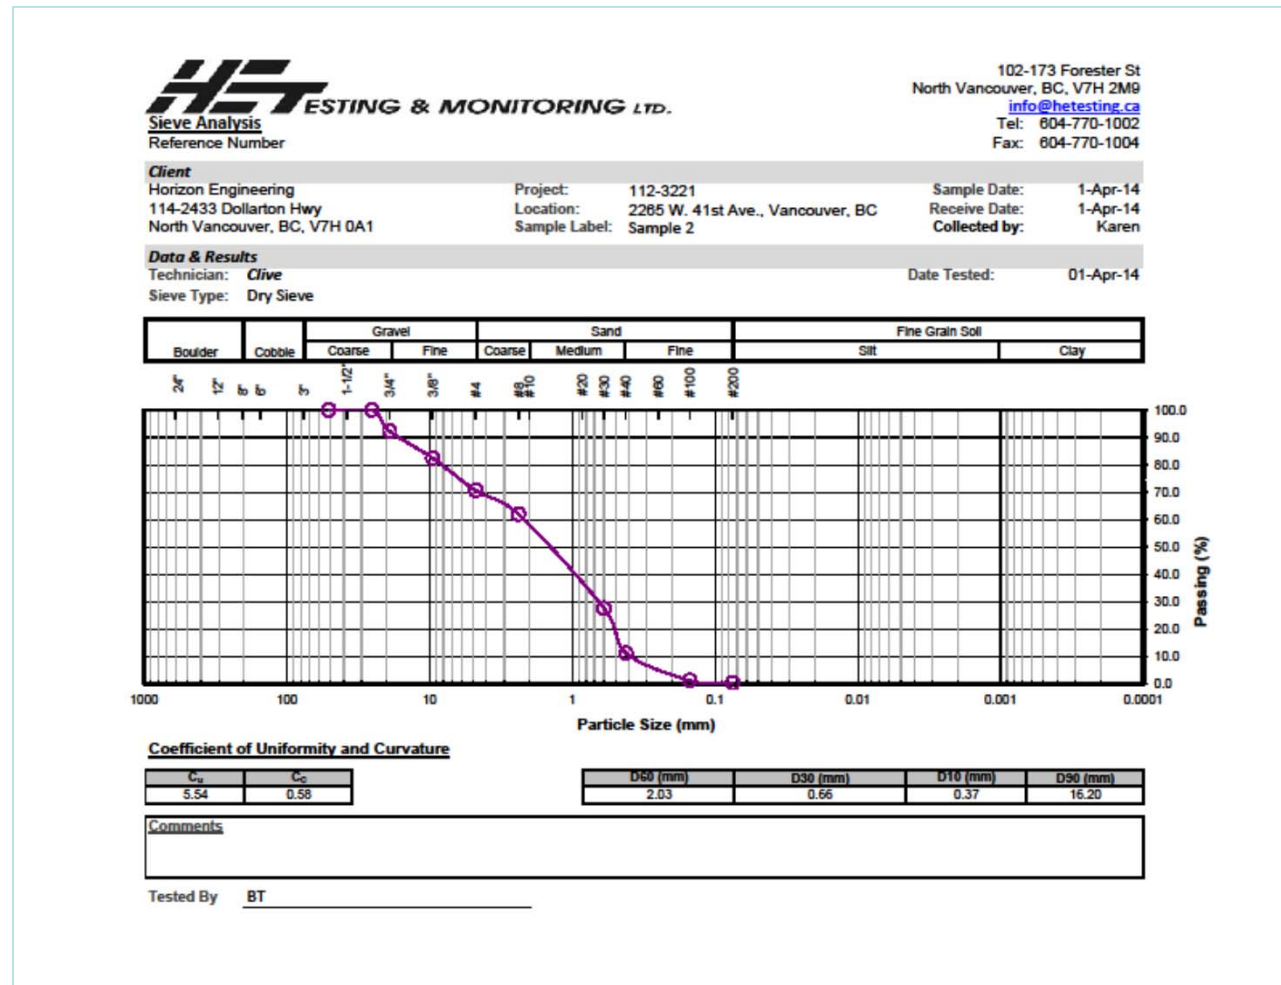 HETESTING & MONITORING LTD.
102-173 Forester St
North Vancouver, BC, V7H 2M9
info@hetesting.ca
Tel: 604-770-1002
Fax: 604-770-1004
Sieve Analysis
Reference Number
Client
Horizon Engineering Project: 112-3221 Sample Date: 1-Apr-14
114-2433 Dollarton Hwy Location: 2265 W. 41st Ave., Vancouver, BC Receive Date: 1-Apr-14
North Vancouver, BC, V7H 0A1 Sample Label: Sample 2 Collected by: Karen
Data & Results
Technician: Clive Date Tested: 01-Apr-14
Sieve Type: Dry Sieve
Gravel Sand Fine Grain Soil
Boulder Cobble Coarse Fine Coarse Medium Fine Silt Clay
24" 12" 8" 6" 3" 1-1/2" 3/4" 3/8" #4 #8 #10 #20 #30 #40 #60 #100 #200
100.0
90.0
80.0
70.0
60.0
50.0
40.0
30.0
20.0
10.0
0.0
Passing (%)
1000 100 10 1 0.1 0.01 0.001 0.0001
Particle Size (mm)
Coefficient of Uniformity and Curvature
Cu Cc D60 (mm) D30 (mm) D10 (mm) D90 (mm)
5.54 0.58 2.03 0.66 0.37 16.20
Comments
Tested By BT